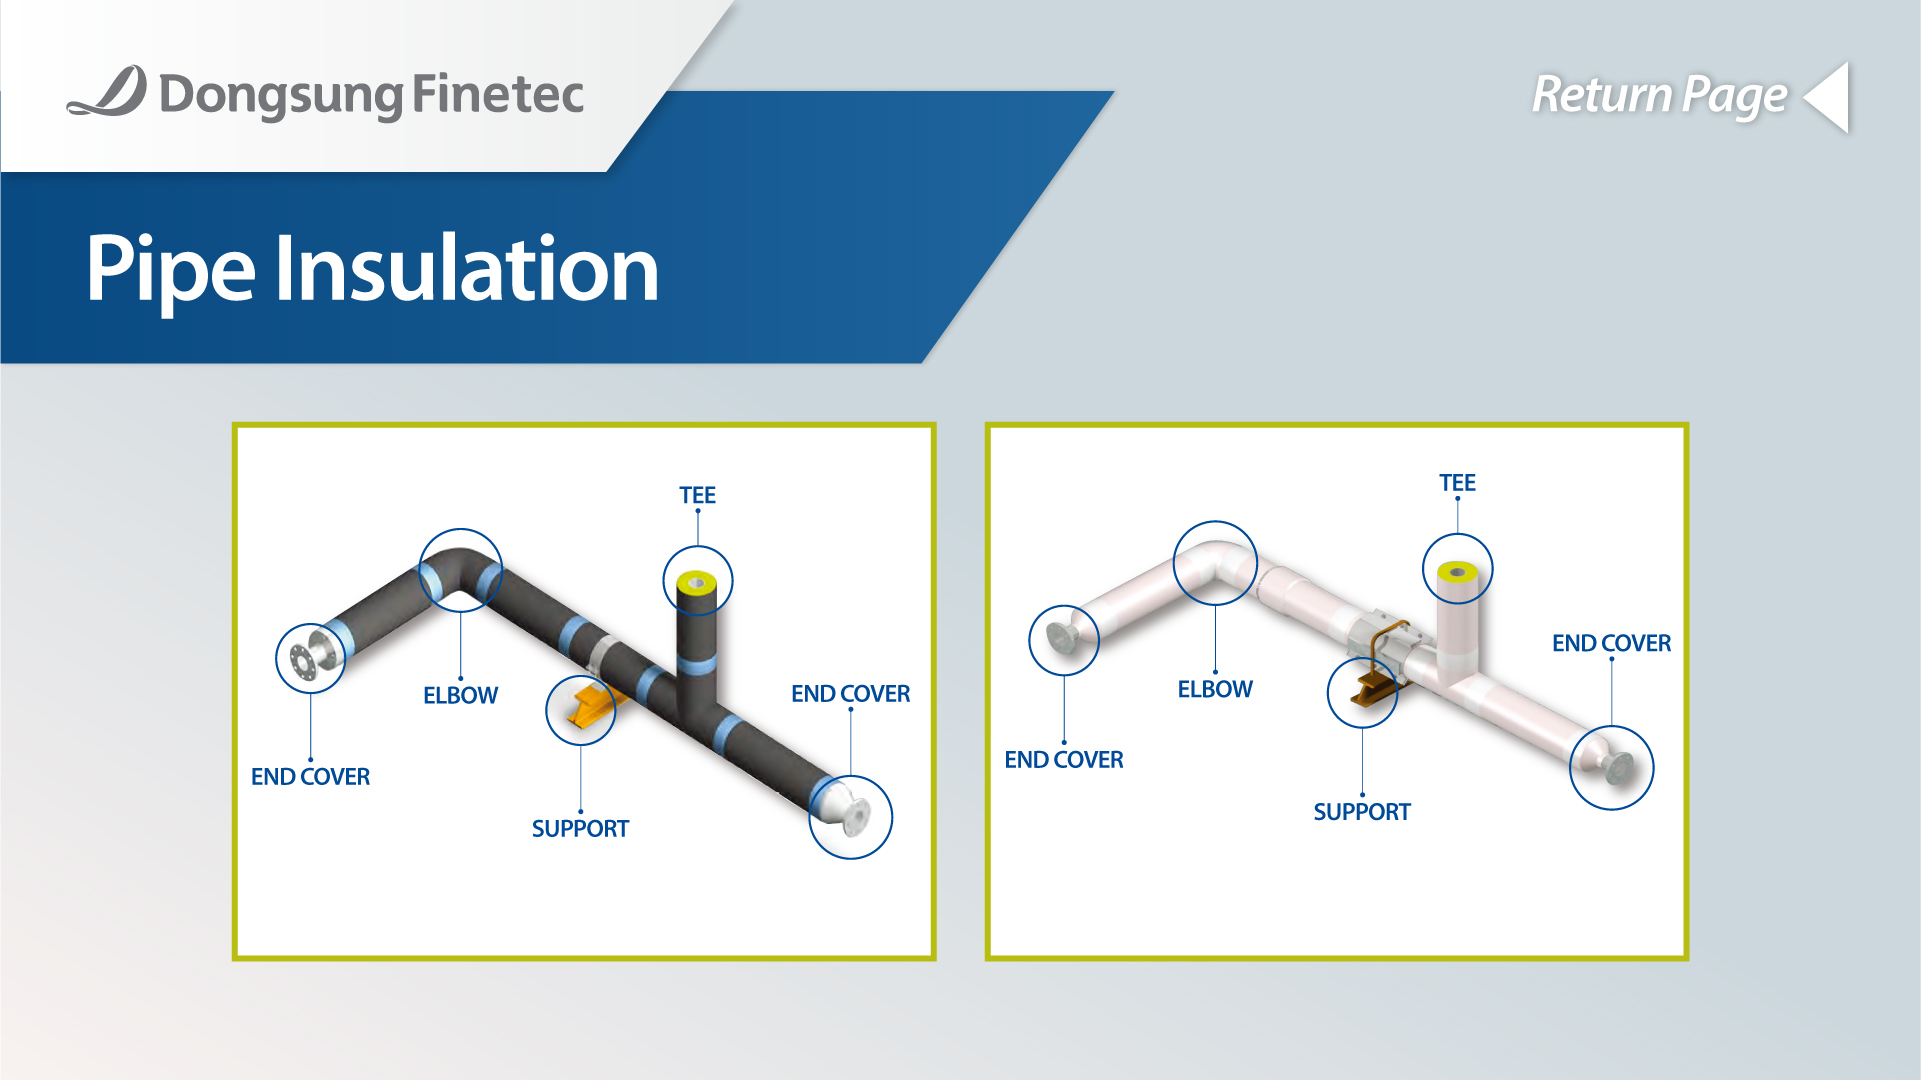 Dongsung Finetec
Return Page
Pipe Insulation
TEE
ELBOW
END COVER
END COVER
SUPPORT
TEE
END COVER
ELBOW
END COVER
SUPPORT